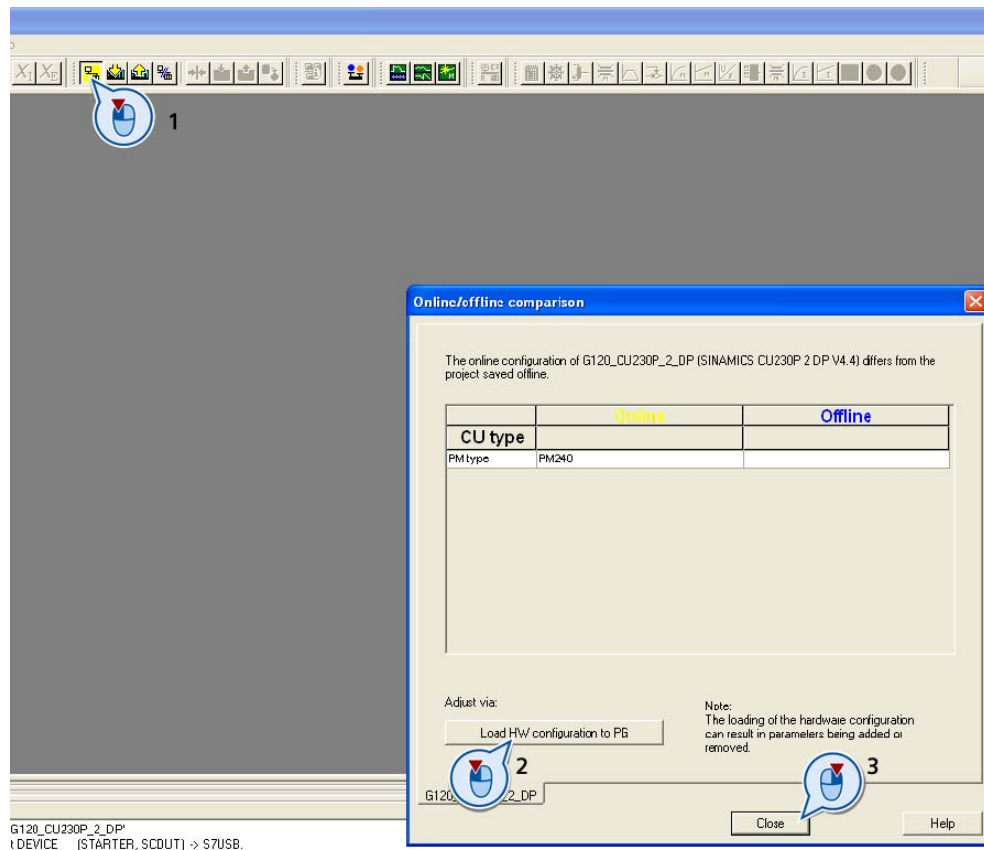 1
Online/offline comparison
The online configuration of G120_CU230P_2_DP (SINAMICS CU230P 2 DP V4.4) differs from the
project saved offline.
Online
Offline
CU type
PM type
PM240
Adjust via:
Load HW configuration to PG
Note:
The loading of the hardware configuration
can result in parameters being added or
removed.
2
3
2_DP
Close
Help
G120_CU230P_2_DP'
t DEVICE (STARTER, SCOUT) -> S7USB.